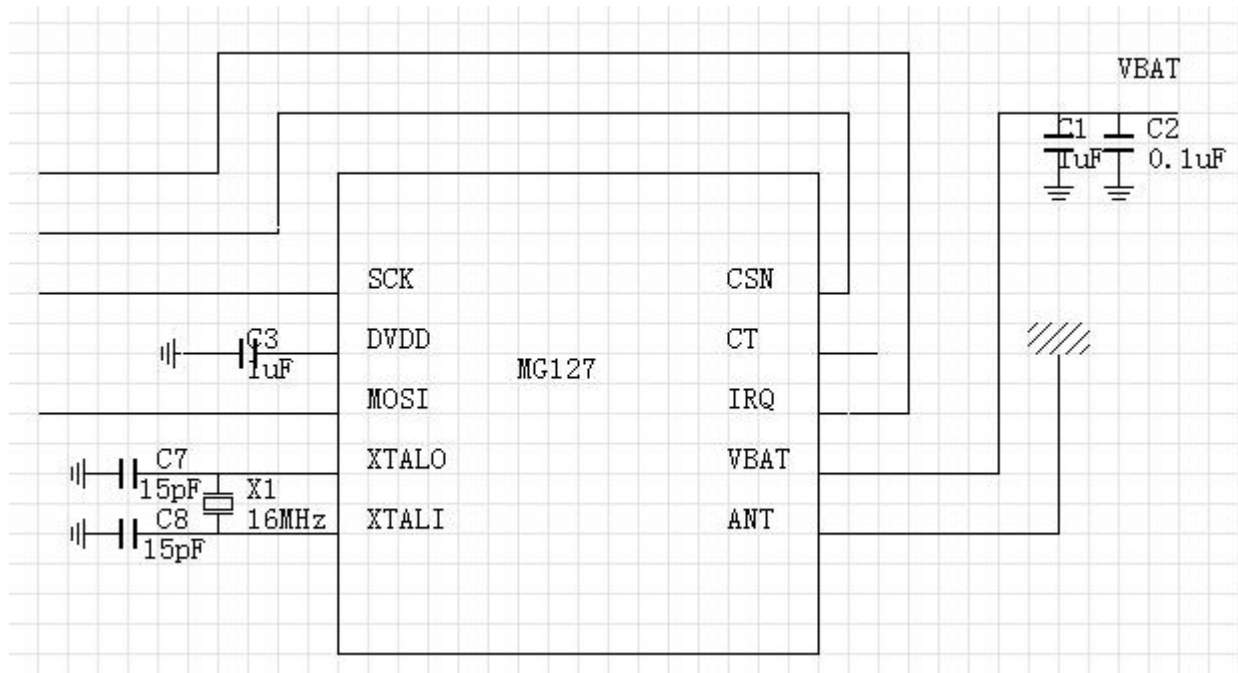 VBAT
C1
1uF
C2
0.1uF
SCK
CSN
C3
1uF
DVDD
CT
MG127
MOSI
IRQ
C7
15pF
XTALO
VBAT
X1
16MHz
C8
15pF
XTALI
ANT